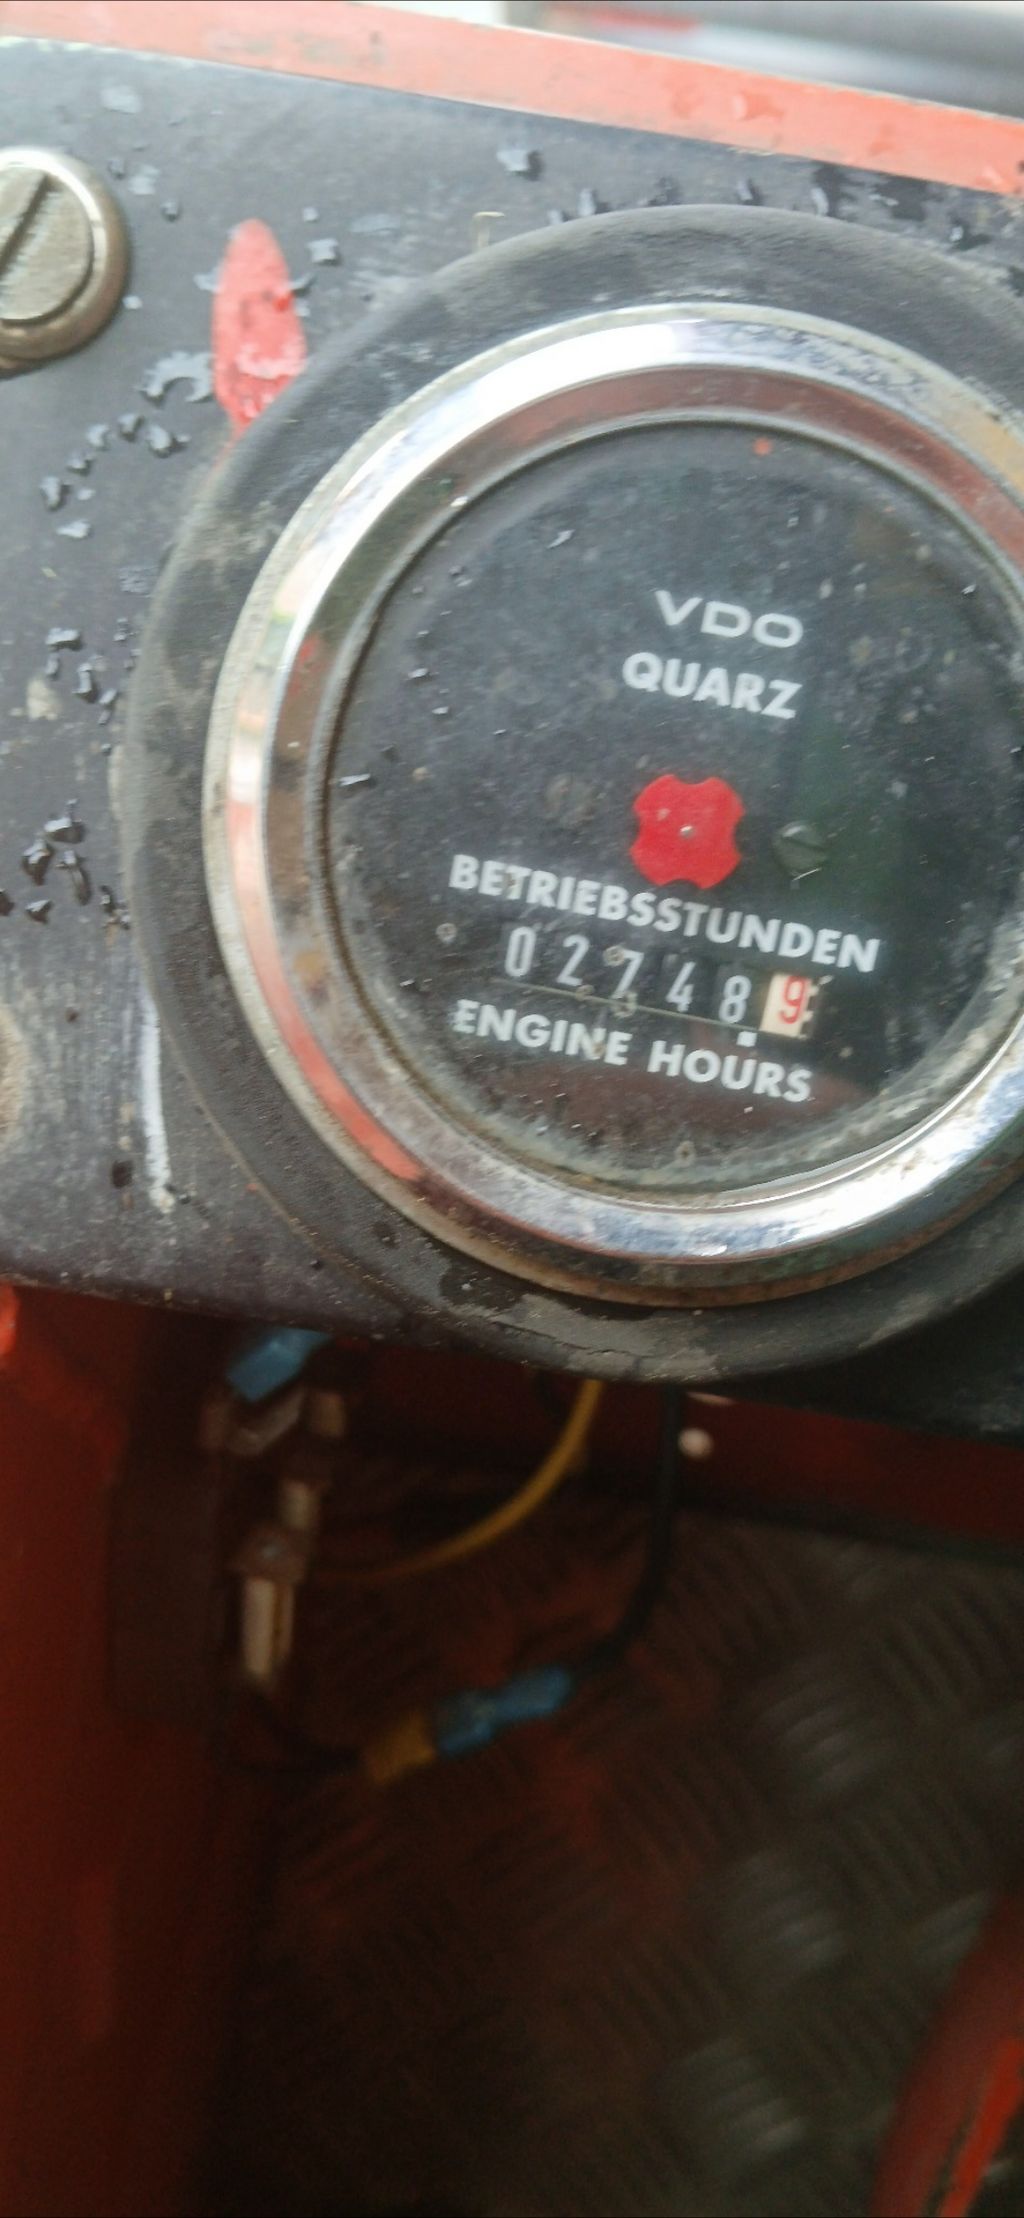 VDO
QUARZ
BETRIEBSSTUNDEN
027489
ENGINE HOURS